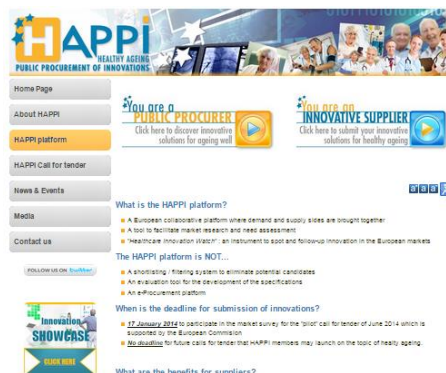 HAPPI
HEALTHY AGEING
PUBLIC PROCUREMENT OF INNOVATIONS
Home Page
About HAPPI
HAPPI platform
HAPPI Call for tender
News & Events
Media
Contact us
FOLLOW US ON twitter
Innovation
SHOWCASE
CLICK HERE
You are a
PUBLIC PROCURER
Click here to discover innovative
solutions for ageing well
You are an
INNOVATIVE SUPPLIER
Click here to submit your innovative
solutions for healthy ageing
a a a
What is the HAPPI platform?
A European collaborative platform where demand and supply sides are brought together
A tool to facilitate market research and need assessment
"Healthcare Innovation Watch" : an instrument to spot and follow-up innovation in the European markets
The HAPPI platform is NOT...
A shortlisting / filtering system to eliminate potential candidates
An evaluation tool for the development of the specifications
An e-Procurement platform
When is the deadline for submission of innovations?
17 January 2014 to participate in the market survey for the "pilot" call for tender of June 2014 which is
supported by the European Commision
No deadline for future calls for tender that HAPPI members may launch on the topic of healty ageing.
What are the benefits for suppliers?